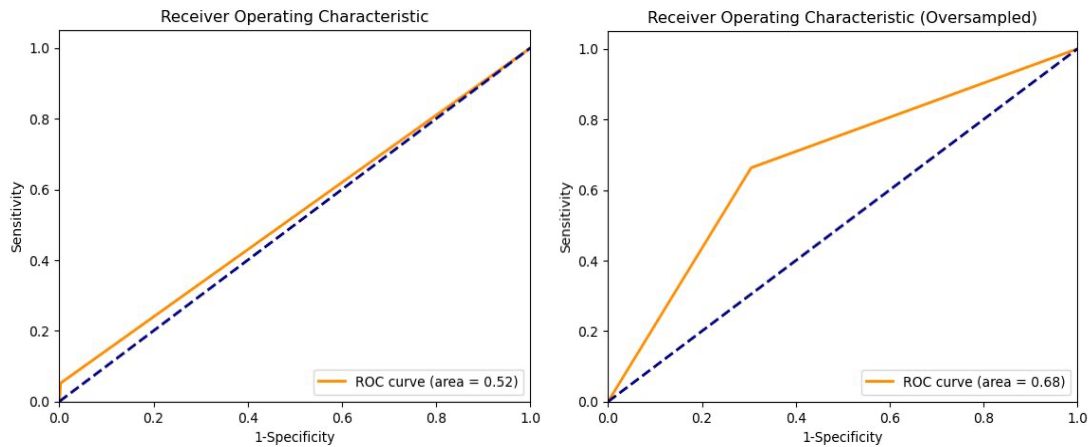 Receiver Operating Characteristic
1.0
0.8
0.6
0.4
0.2
0.0
Sensitivity
0.0 0.2 0.4 0.6 0.8 1.0
1-Specificity
ROC curve (area = 0.52)
Receiver Operating Characteristic (Oversampled)
1.0
0.8
0.6
0.4
0.2
0.0
Sensitivity
0.0 0.2 0.4 0.6 0.8 1.0
1-Specificity
ROC curve (area = 0.68)